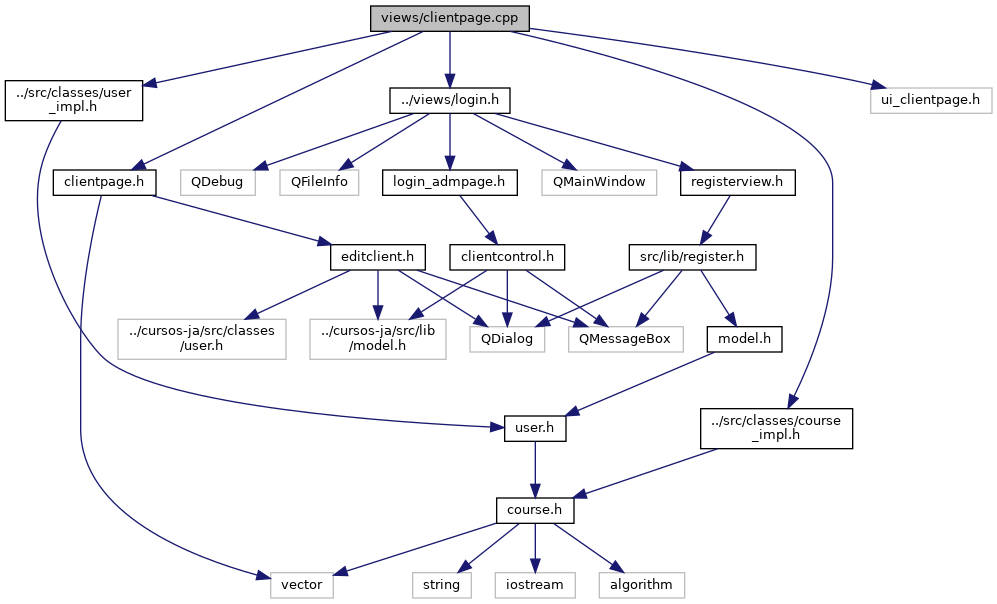 views/clientpage.cpp
../src/classes/user
_impl.h
../views/login.h
ui_clientpage.h
clientpage.h
QDebug
QFileInfo
login_admpage.h
QMainWindow
registerview.h
editclient.h
clientcontrol.h
src/lib/register.h
../cursos-ja/src/classes
/user.h
../cursos-ja/src/lib
/model.h
QDialog
QMessageBox
model.h
user.h
../src/classes/course
_impl.h
course.h
vector
string
iostream
algorithm